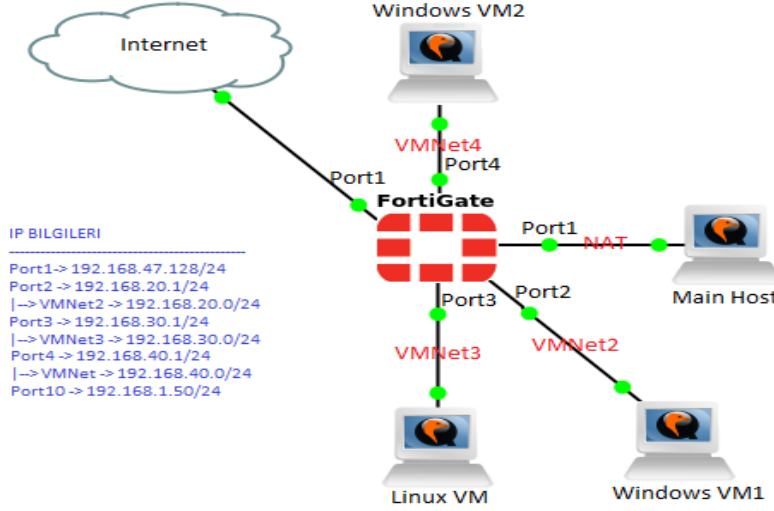 Windows VM2
Internet
VMNet4
Port4
Port1
FortiGate
IP BILGILERI
------------------------------------------------
Port1-> 192.168.47.128/24
Port2 -> 192.168.20.1/24
|--> VMNet2 -> 192.168.20.0/24
Port3 -> 192.168.30.1/24
|--> VMNet3 -> 192.168.30.0/24
Port4 -> 192.168.40.1/24
|--> VMNet -> 192.168.40.0/24
Port10 -> 192.168.1.50/24
Port1
NAT
Main Host
Port3
Port2
VMNet3
VMNet2
Linux VM
Windows VM1